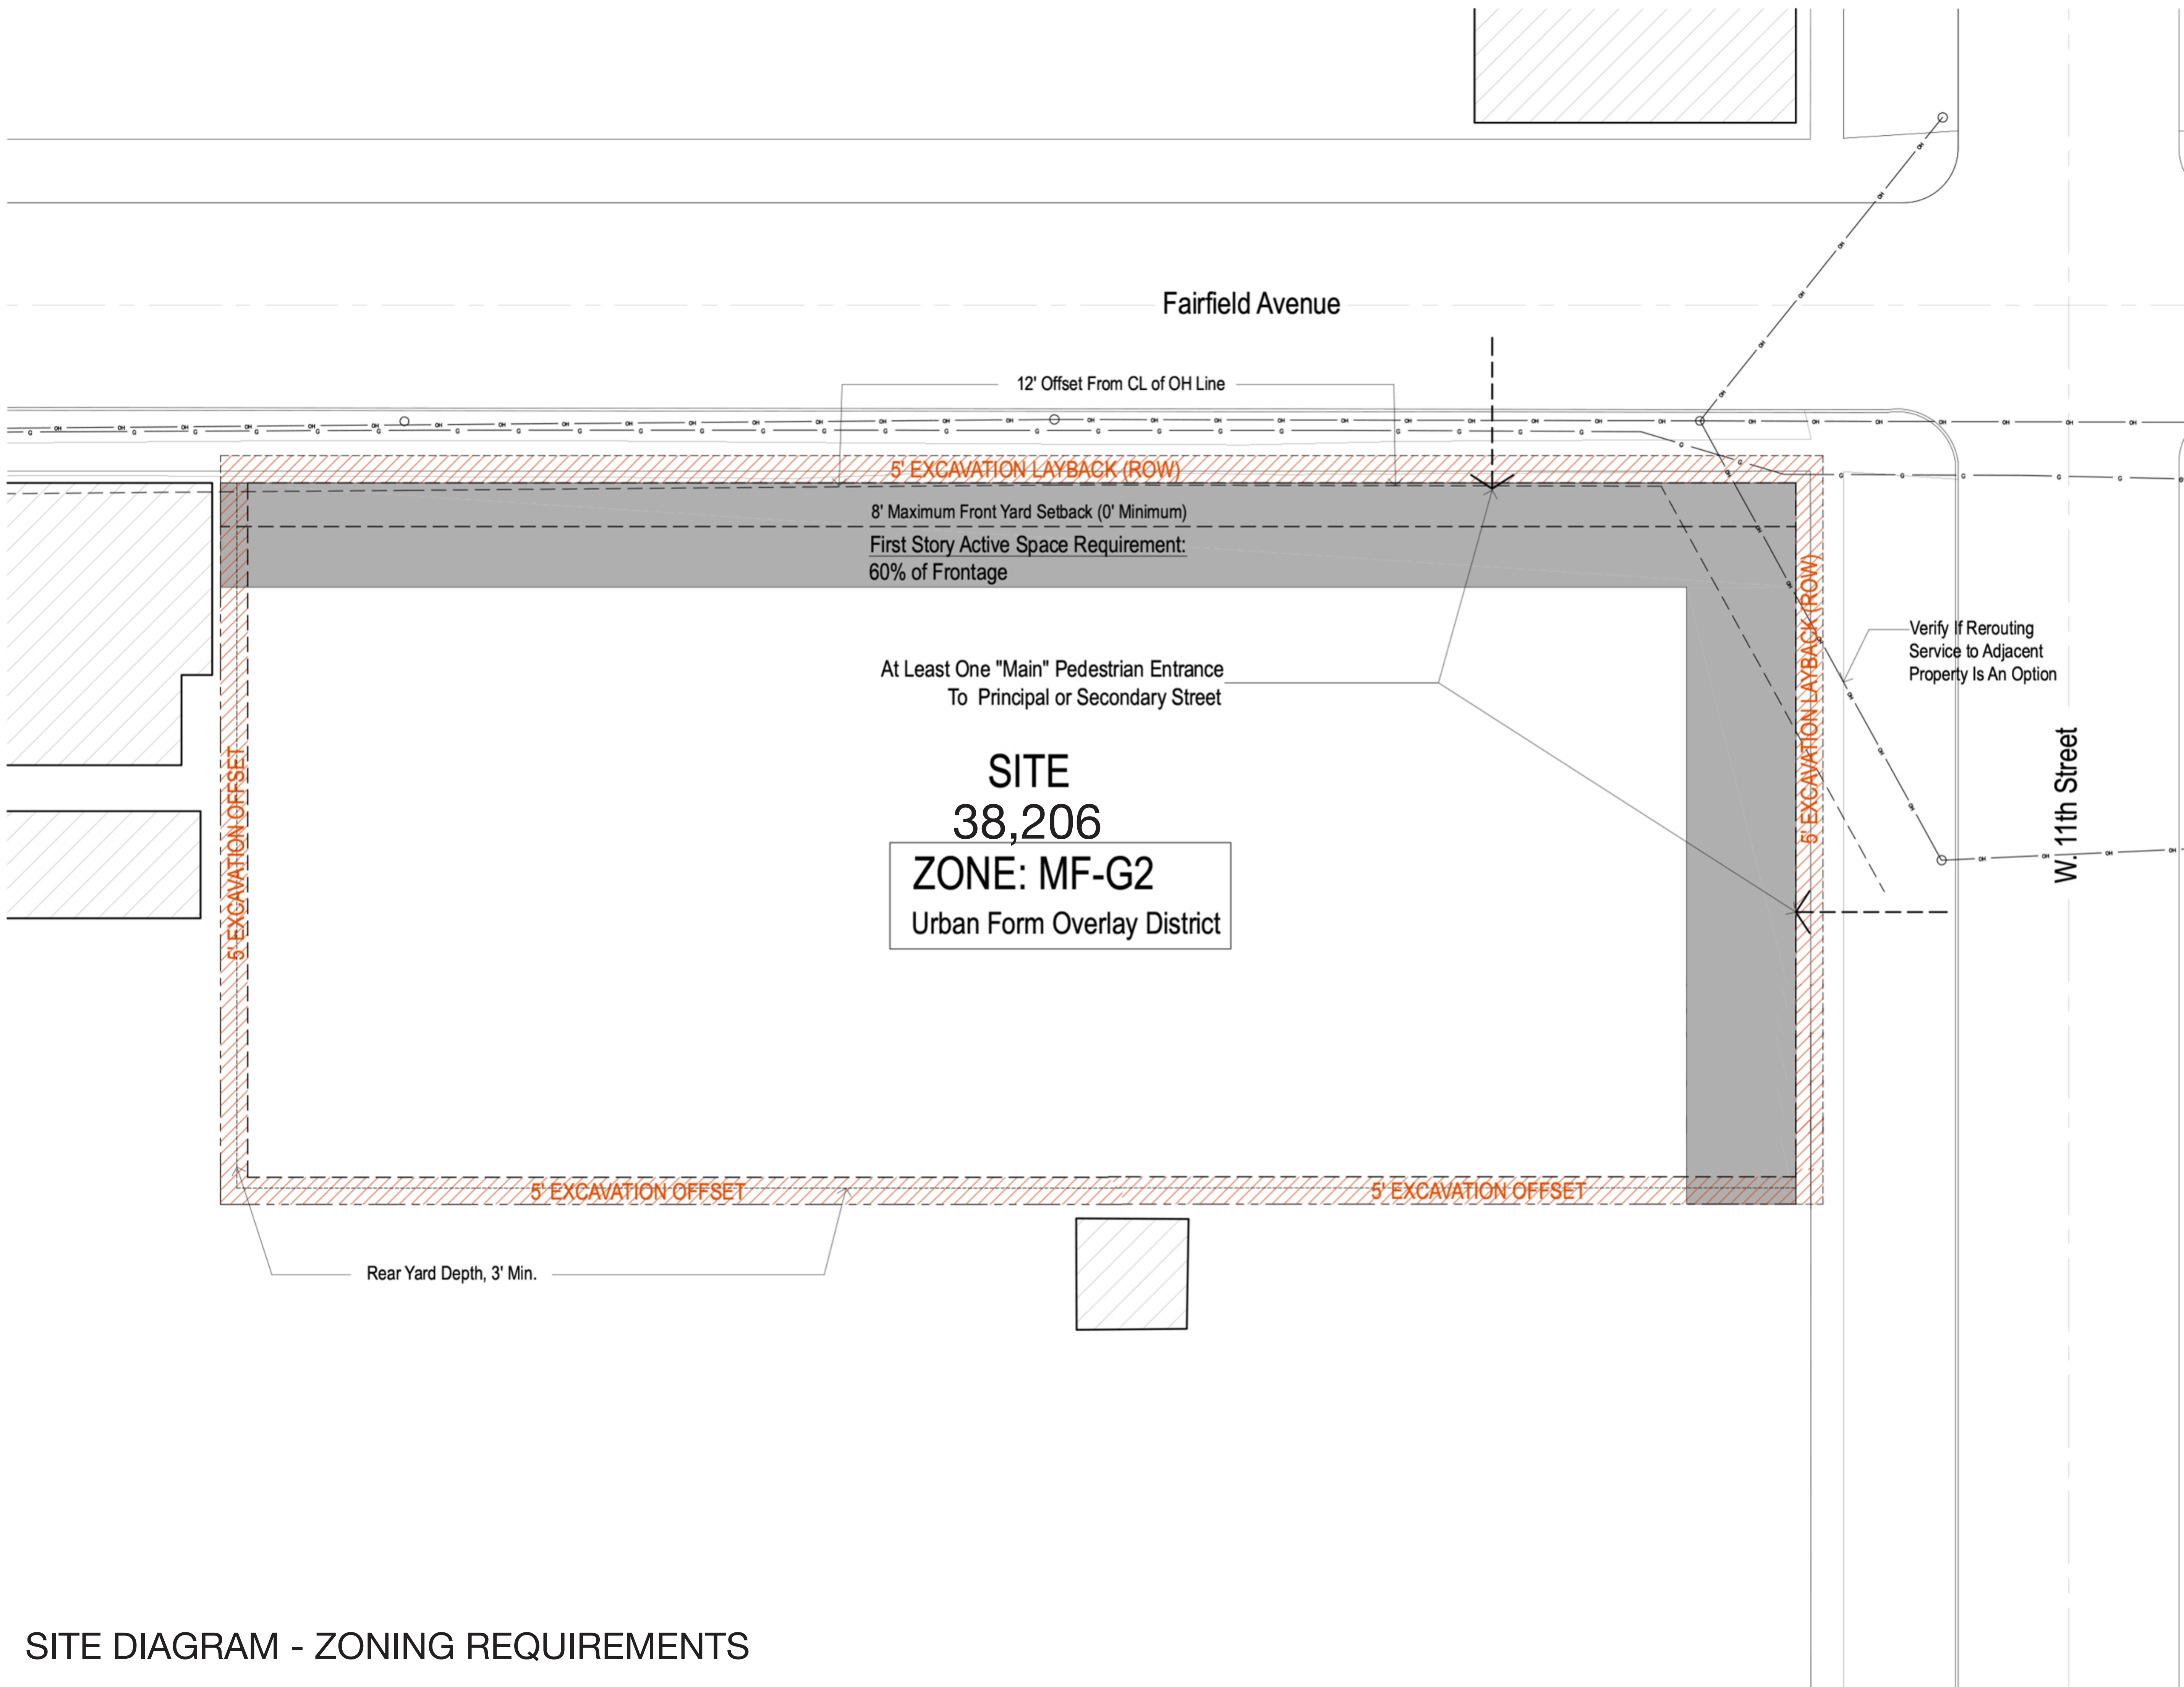 Fairfield Avenue
12' Offset From CL of OH Line
5' EXCAVATION LAYBACK (ROW)
8' Maximum Front Yard Setback (0' Minimum)
First Story Active Space Requirement:
60% of Frontage
At Least One "Main" Pedestrian Entrance
To Principal or Secondary Street
Verify If Rerouting
Service to Adjacent
Property Is An Option
5' EXCAVATION LAYBACK (ROW)
W. 11th Street
5' EXCAVATION OFFSET
SITE
38,206
ZONE: MF-G2
Urban Form Overlay District
5' EXCAVATION OFFSET
5' EXCAVATION OFFSET
Rear Yard Depth, 3' Min.
SITE DIAGRAM - ZONING REQUIREMENTS